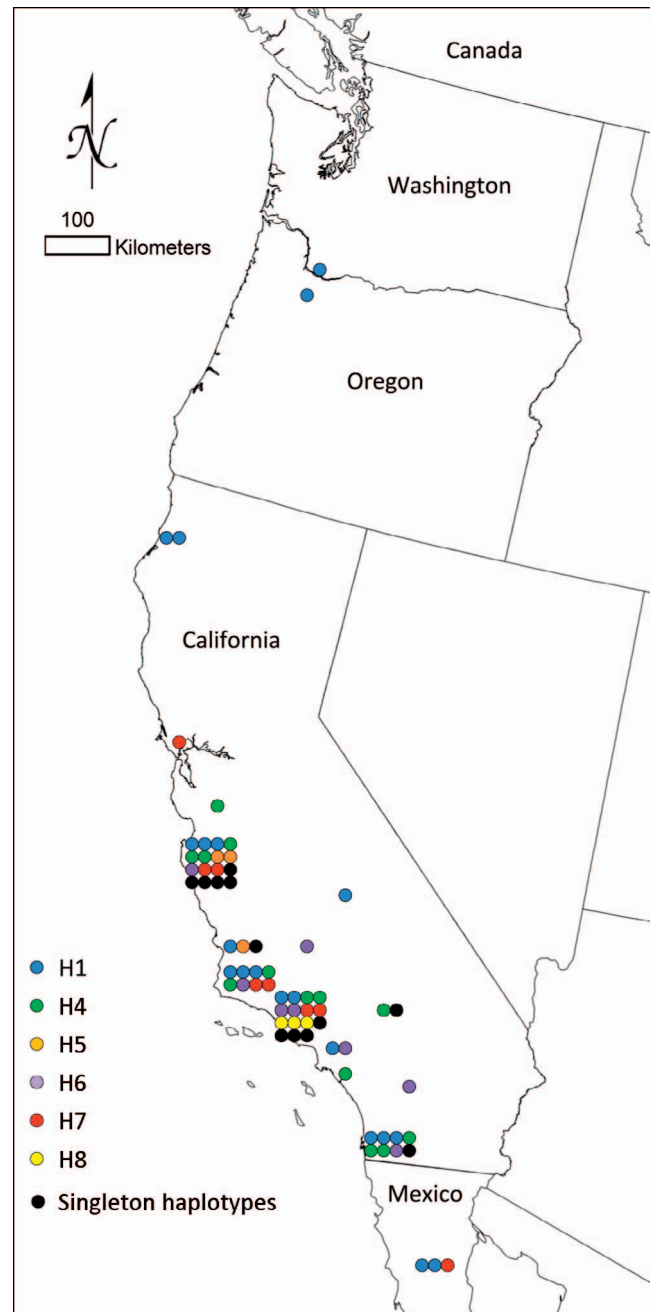 Canada
N
Washington
100
Kilometers
Oregon
California
H1
H4
H5
H6
H7
H8
Singleton haplotypes
Mexico